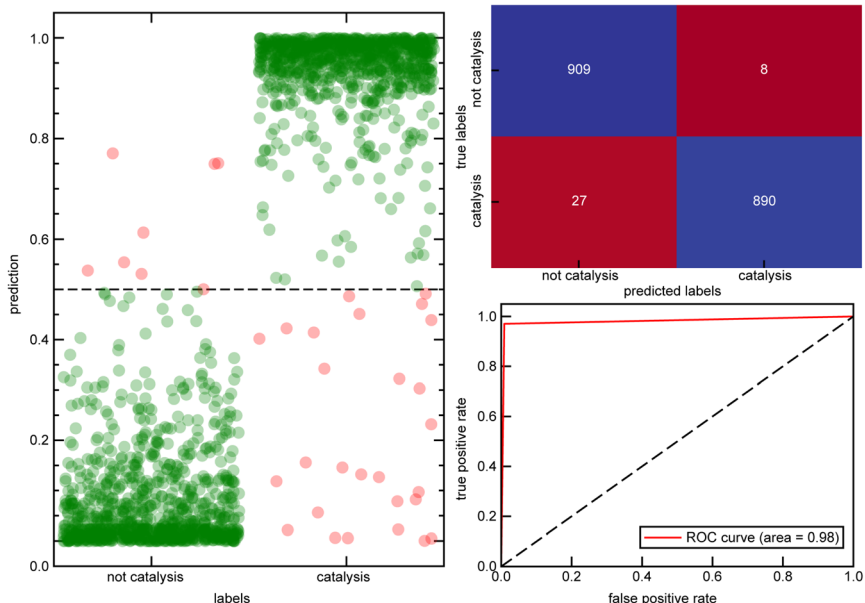 1.0
0.8
0.6
0.4
0.2
0.0
prediction
not catalysis
catalysis
labels
true labels
not catalysis
catalysis
909
8
27
890
not catalysis
catalysis
predicted labels
true positive rate
1.0
0.8
0.6
0.4
0.2
0.0
ROC curve (area = 0.98)
0.0
0.2
0.4
0.6
0.8
1.0
false positive rate